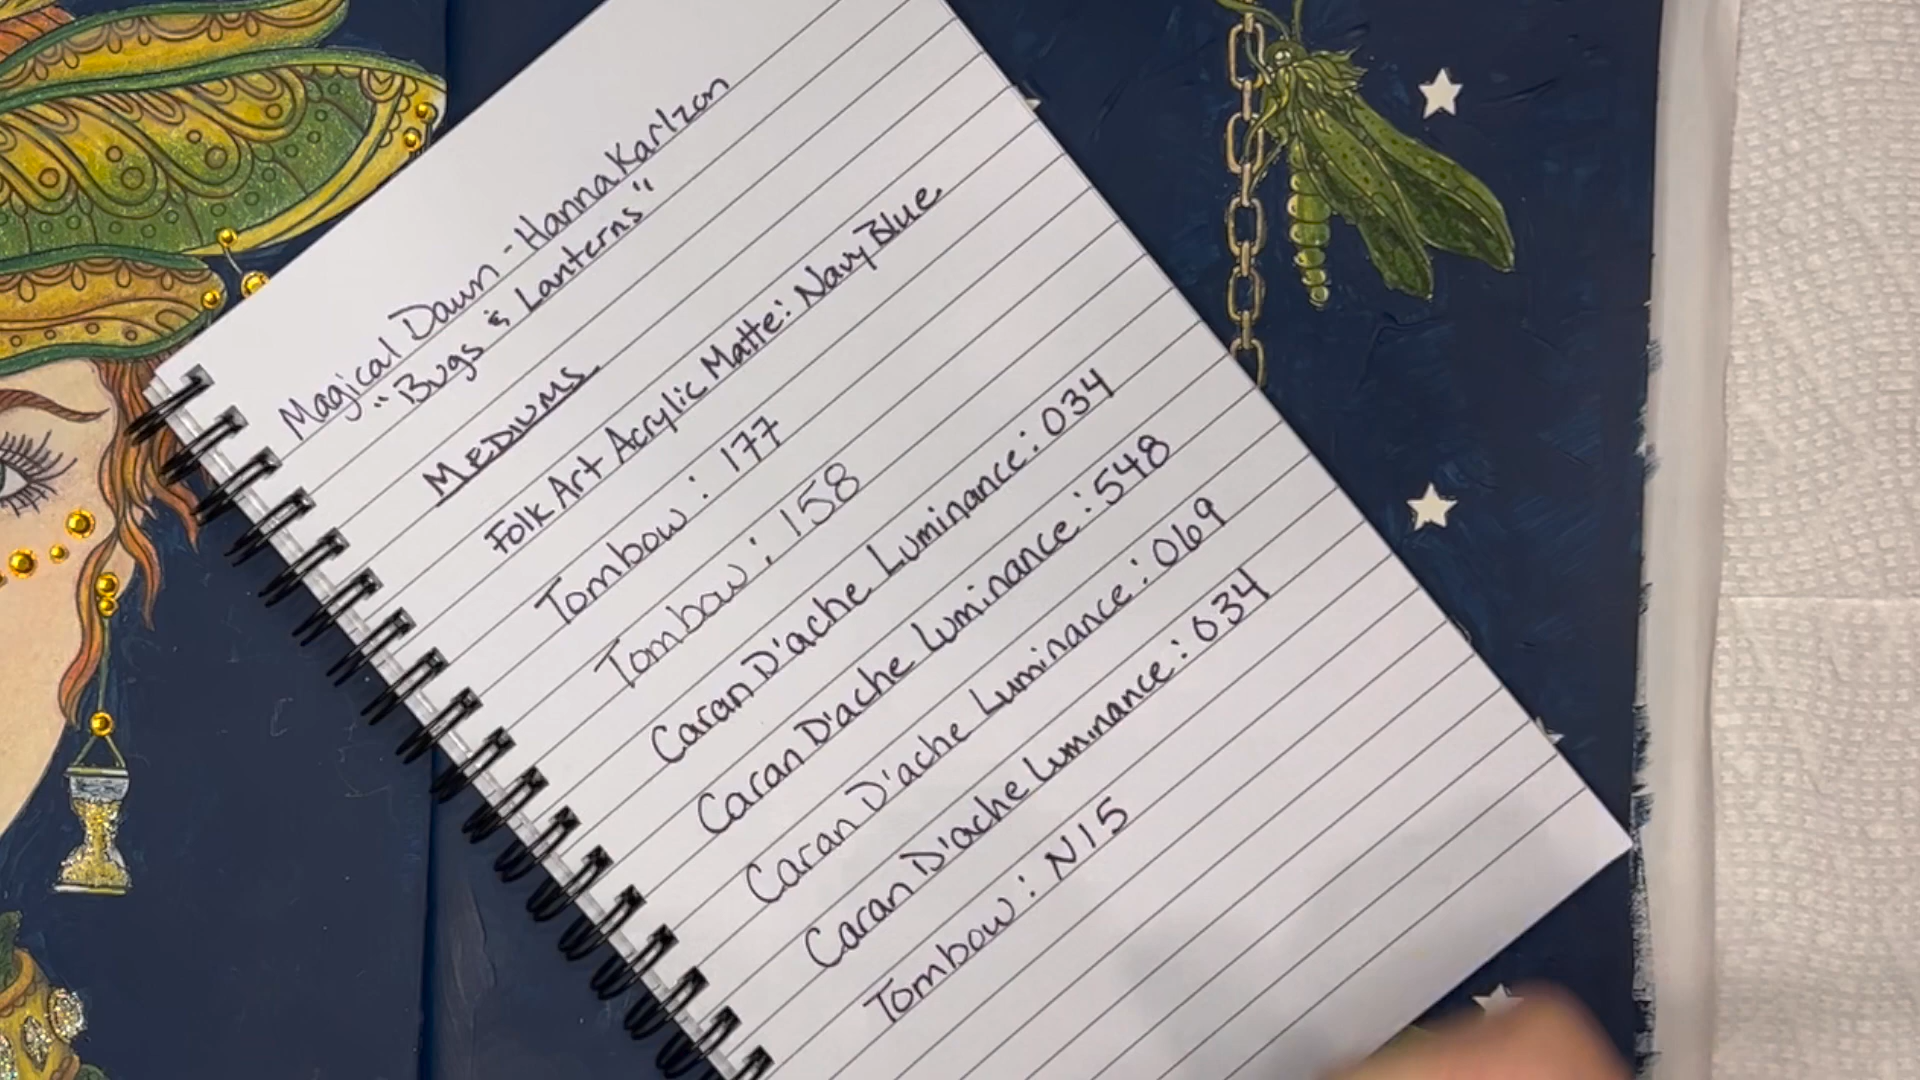 Magical Dawn - Hanna Karlzon
"Bugs & Lanterns"
MEDIUMS
Folk Art Acrylic Matte: Navy Blue
Tombow: 177
Tombow: 158
Caran D'ache Luminance: 034
Caran D'ache Luminance: 548
Caran D'ache Luminance: 069
Caran D'ache Luminance: 034
Tombow: N15